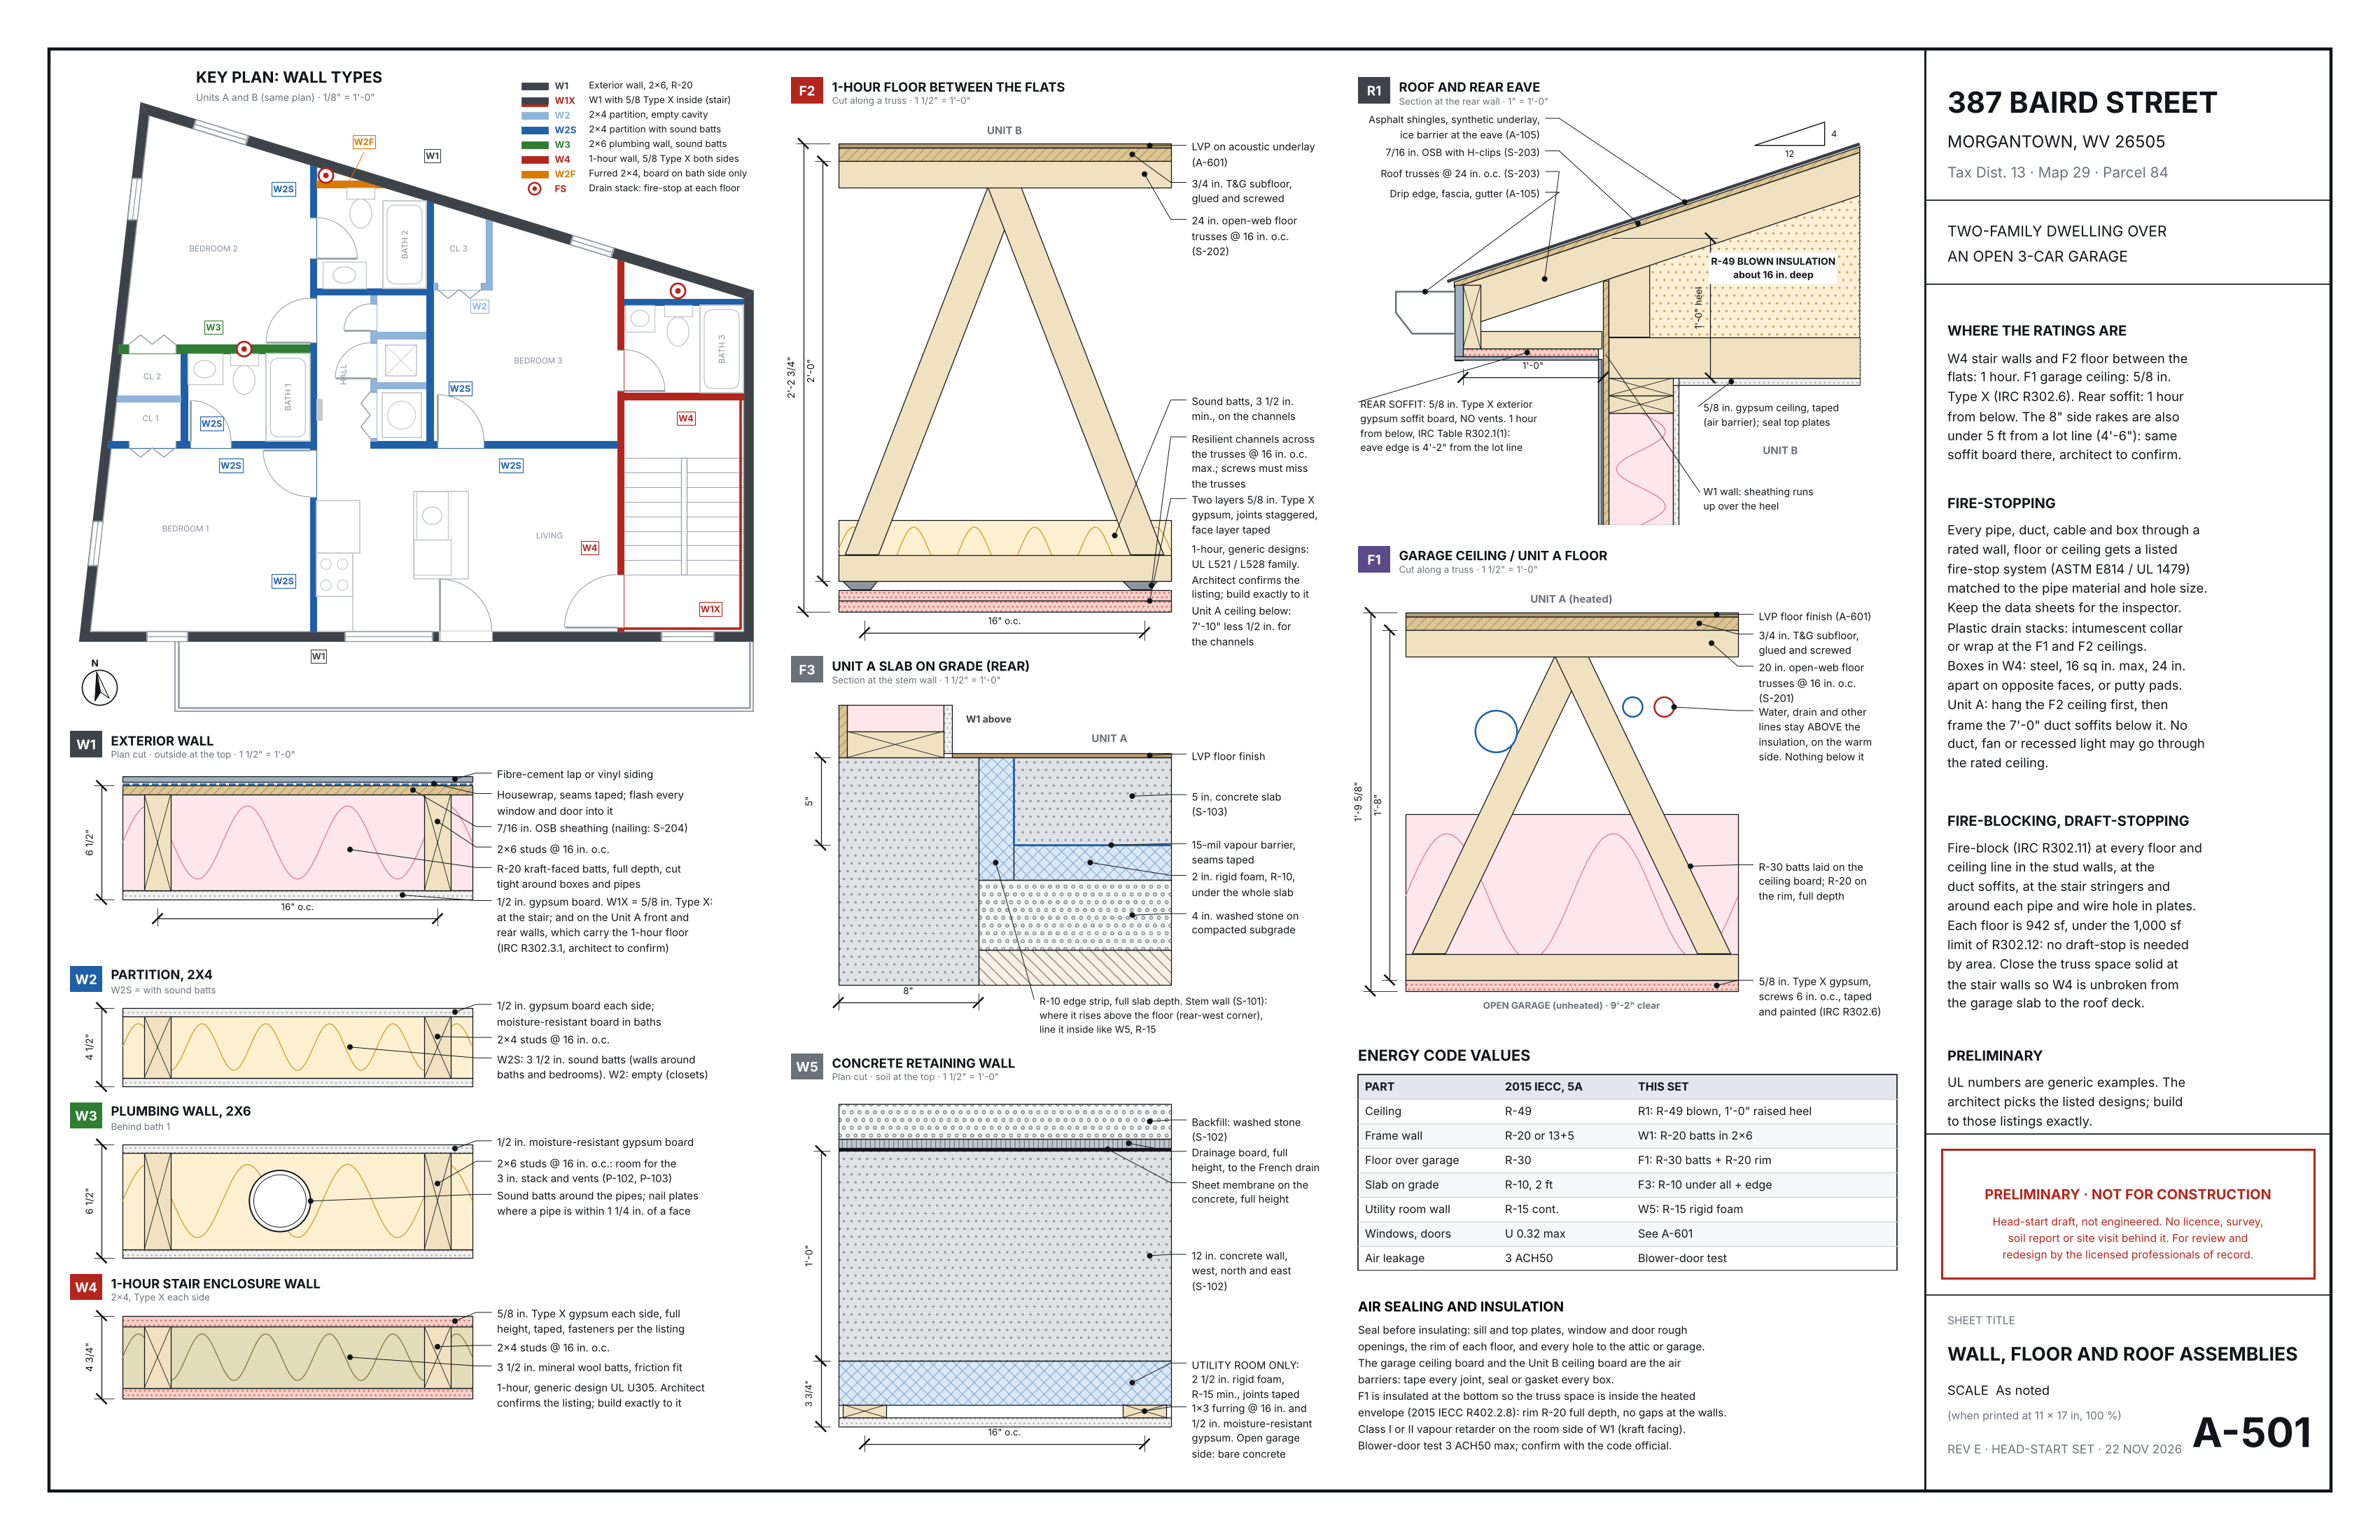 KEY PLAN: WALL TYPES
Units A and B (same plan) · 1/8" = 1'-0"
W1 Exterior wall, 2×6, R-20
W1X W1 with 5/8 Type X inside (stair)
W2 2×4 partition, empty cavity
W2S 2×4 partition with sound batts
W3 2×6 plumbing wall, sound batts
W4 1-hour wall, 5/8 Type X both sides
W2F Furred 2×4, board on bath side only
FS Drain stack: fire-stop at each floor
W2F
W1
W2S
BEDROOM 2
BATH 2
CL 3
W2
W3
BEDROOM 3
BATH 3
CL 2
HALL
BATH 1
W2S
CL 1
W2S
W4
W2S
W2S
BEDROOM 1
LIVING
W4
W2S
W1X
W1
N
W1 EXTERIOR WALL
Plan cut · outside at the top · 1 1/2" = 1'-0"
Fibre-cement lap or vinyl siding
Housewrap, seams taped; flash every
window and door into it
7/16 in. OSB sheathing (nailing: S-204)
2×6 studs @ 16 in. o.c.
R-20 kraft-faced batts, full depth, cut
tight around boxes and pipes
1/2 in. gypsum board. W1X = 5/8 in. Type X:
at the stair; and on the Unit A front and
rear walls, which carry the 1-hour floor
(IRC R302.3.1, architect to confirm)
6 1/2"
16" o.c.
W2 PARTITION, 2X4
W2S = with sound batts
1/2 in. gypsum board each side;
moisture-resistant board in baths
2×4 studs @ 16 in. o.c.
W2S: 3 1/2 in. sound batts (walls around
baths and bedrooms). W2: empty (closets)
4 1/2"
W3 PLUMBING WALL, 2X6
Behind bath 1
1/2 in. moisture-resistant gypsum board
2×6 studs @ 16 in. o.c.: room for the
3 in. stack and vents (P-102, P-103)
Sound batts around the pipes; nail plates
where a pipe is within 1 1/4 in. of a face
6 1/2"
W4 1-HOUR STAIR ENCLOSURE WALL
2×4, Type X each side
5/8 in. Type X gypsum each side, full
height, taped, fasteners per the listing
2×4 studs @ 16 in. o.c.
3 1/2 in. mineral wool batts, friction fit
1-hour, generic design UL U305. Architect
confirms the listing; build exactly to it
4 3/4"
F2 1-HOUR FLOOR BETWEEN THE FLATS
Cut along a truss · 1 1/2" = 1'-0"
UNIT B
LVP on acoustic underlay
(A-601)
3/4 in. T&G subfloor,
glued and screwed
24 in. open-web floor
trusses @ 16 in. o.c.
(S-202)
2'-2 3/4"
2'-0"
Sound batts, 3 1/2 in.
min., on the channels
Resilient channels across
the trusses @ 16 in. o.c.
max.; screws must miss
the trusses
Two layers 5/8 in. Type X
gypsum, joints staggered,
face layer taped
1-hour, generic designs:
UL L521 / L528 family.
Architect confirms the
listing; build exactly to it
Unit A ceiling below:
7'-10" less 1/2 in. for
the channels
16" o.c.
F3 UNIT A SLAB ON GRADE (REAR)
Section at the stem wall · 1 1/2" = 1'-0"
W1 above
UNIT A
LVP floor finish
5"
5 in. concrete slab
(S-103)
15-mil vapour barrier,
seams taped
2 in. rigid foam, R-10,
under the whole slab
4 in. washed stone on
compacted subgrade
8"
R-10 edge strip, full slab depth. Stem wall (S-101):
where it rises above the floor (rear-west corner),
line it inside like W5, R-15
W5 CONCRETE RETAINING WALL
Plan cut · soil at the top · 1 1/2" = 1'-0"
Backfill: washed stone
(S-102)
Drainage board, full
height, to the French drain
Sheet membrane on the
concrete, full height
1'-0"
12 in. concrete wall,
west, north and east
(S-102)
3 3/4"
UTILITY ROOM ONLY:
2 1/2 in. rigid foam,
R-15 min., joints taped
1×3 furring @ 16 in. and
1/2 in. moisture-resistant
gypsum. Open garage
side: bare concrete
16" o.c.
R1 ROOF AND REAR EAVE
Section at the rear wall · 1" = 1'-0"
Asphalt shingles, synthetic underlay,
ice barrier at the eave (A-105)
7/16 in. OSB with H-clips (S-203)
Roof trusses @ 24 in. o.c. (S-203)
Drip edge, fascia, gutter (A-105)
4
12
R-49 BLOWN INSULATION
about 16 in. deep
1'-0" heel
1'-0"
REAR SOFFIT: 5/8 in. Type X exterior
gypsum soffit board, NO vents. 1 hour
from below, IRC Table R302.1(1):
eave edge is 4'-2" from the lot line
5/8 in. gypsum ceiling, taped
(air barrier); seal top plates
UNIT B
W1 wall: sheathing runs
up over the heel
F1 GARAGE CEILING / UNIT A FLOOR
Cut along a truss · 1 1/2" = 1'-0"
UNIT A (heated)
LVP floor finish (A-601)
3/4 in. T&G subfloor,
glued and screwed
20 in. open-web floor
trusses @ 16 in. o.c.
(S-201)
Water, drain and other
lines stay ABOVE the
insulation, on the warm
side. Nothing below it
1'-9 5/8"
1'-8"
R-30 batts laid on the
ceiling board; R-20 on
the rim, full depth
5/8 in. Type X gypsum,
screws 6 in. o.c., taped
and painted (IRC R302.6)
OPEN GARAGE (unheated) · 9'-2" clear
ENERGY CODE VALUES
PART 2015 IECC, 5A THIS SET
Ceiling R-49 R1: R-49 blown, 1'-0" raised heel
Frame wall R-20 or 13+5 W1: R-20 batts in 2×6
Floor over garage R-30 F1: R-30 batts + R-20 rim
Slab on grade R-10, 2 ft F3: R-10 under all + edge
Utility room wall R-15 cont. W5: R-15 rigid foam
Windows, doors U 0.32 max See A-601
Air leakage 3 ACH50 Blower-door test
AIR SEALING AND INSULATION
Seal before insulating: sill and top plates, window and door rough
openings, the rim of each floor, and every hole to the attic or garage.
The garage ceiling board and the Unit B ceiling board are the air
barriers: tape every joint, seal or gasket every box.
F1 is insulated at the bottom so the truss space is inside the heated
envelope (2015 IECC R402.2.8): rim R-20 full depth, no gaps at the walls.
Class I or II vapour retarder on the room side of W1 (kraft facing).
Blower-door test 3 ACH50 max; confirm with the code official.
387 BAIRD STREET
MORGANTOWN, WV 26505
Tax Dist. 13 · Map 29 · Parcel 84
TWO-FAMILY DWELLING OVER
AN OPEN 3-CAR GARAGE
WHERE THE RATINGS ARE
W4 stair walls and F2 floor between the
flats: 1 hour. F1 garage ceiling: 5/8 in.
Type X (IRC R302.6). Rear soffit: 1 hour
from below. The 8" side rakes are also
under 5 ft from a lot line (4'-6"): same
soffit board there, architect to confirm.
FIRE-STOPPING
Every pipe, duct, cable and box through a
rated wall, floor or ceiling gets a listed
fire-stop system (ASTM E814 / UL 1479)
matched to the pipe material and hole size.
Keep the data sheets for the inspector.
Plastic drain stacks: intumescent collar
or wrap at the F1 and F2 ceilings.
Boxes in W4: steel, 16 sq in. max, 24 in.
apart on opposite faces, or putty pads.
Unit A: hang the F2 ceiling first, then
frame the 7'-0" duct soffits below it. No
duct, fan or recessed light may go through
the rated ceiling.
FIRE-BLOCKING, DRAFT-STOPPING
Fire-block (IRC R302.11) at every floor and
ceiling line in the stud walls, at the
duct soffits, at the stair stringers and
around each pipe and wire hole in plates.
Each floor is 942 sf, under the 1,000 sf
limit of R302.12: no draft-stop is needed
by area. Close the truss space solid at
the stair walls so W4 is unbroken from
the garage slab to the roof deck.
PRELIMINARY
UL numbers are generic examples. The
architect picks the listed designs; build
to those listings exactly.
PRELIMINARY · NOT FOR CONSTRUCTION
Head-start draft, not engineered. No licence, survey,
soil report or site visit behind it. For review and
redesign by the licensed professionals of record.
SHEET TITLE
WALL, FLOOR AND ROOF ASSEMBLIES
SCALE As noted
(when printed at 11 × 17 in, 100 %)
REV E · HEAD-START SET · 22 NOV 2026
A-501